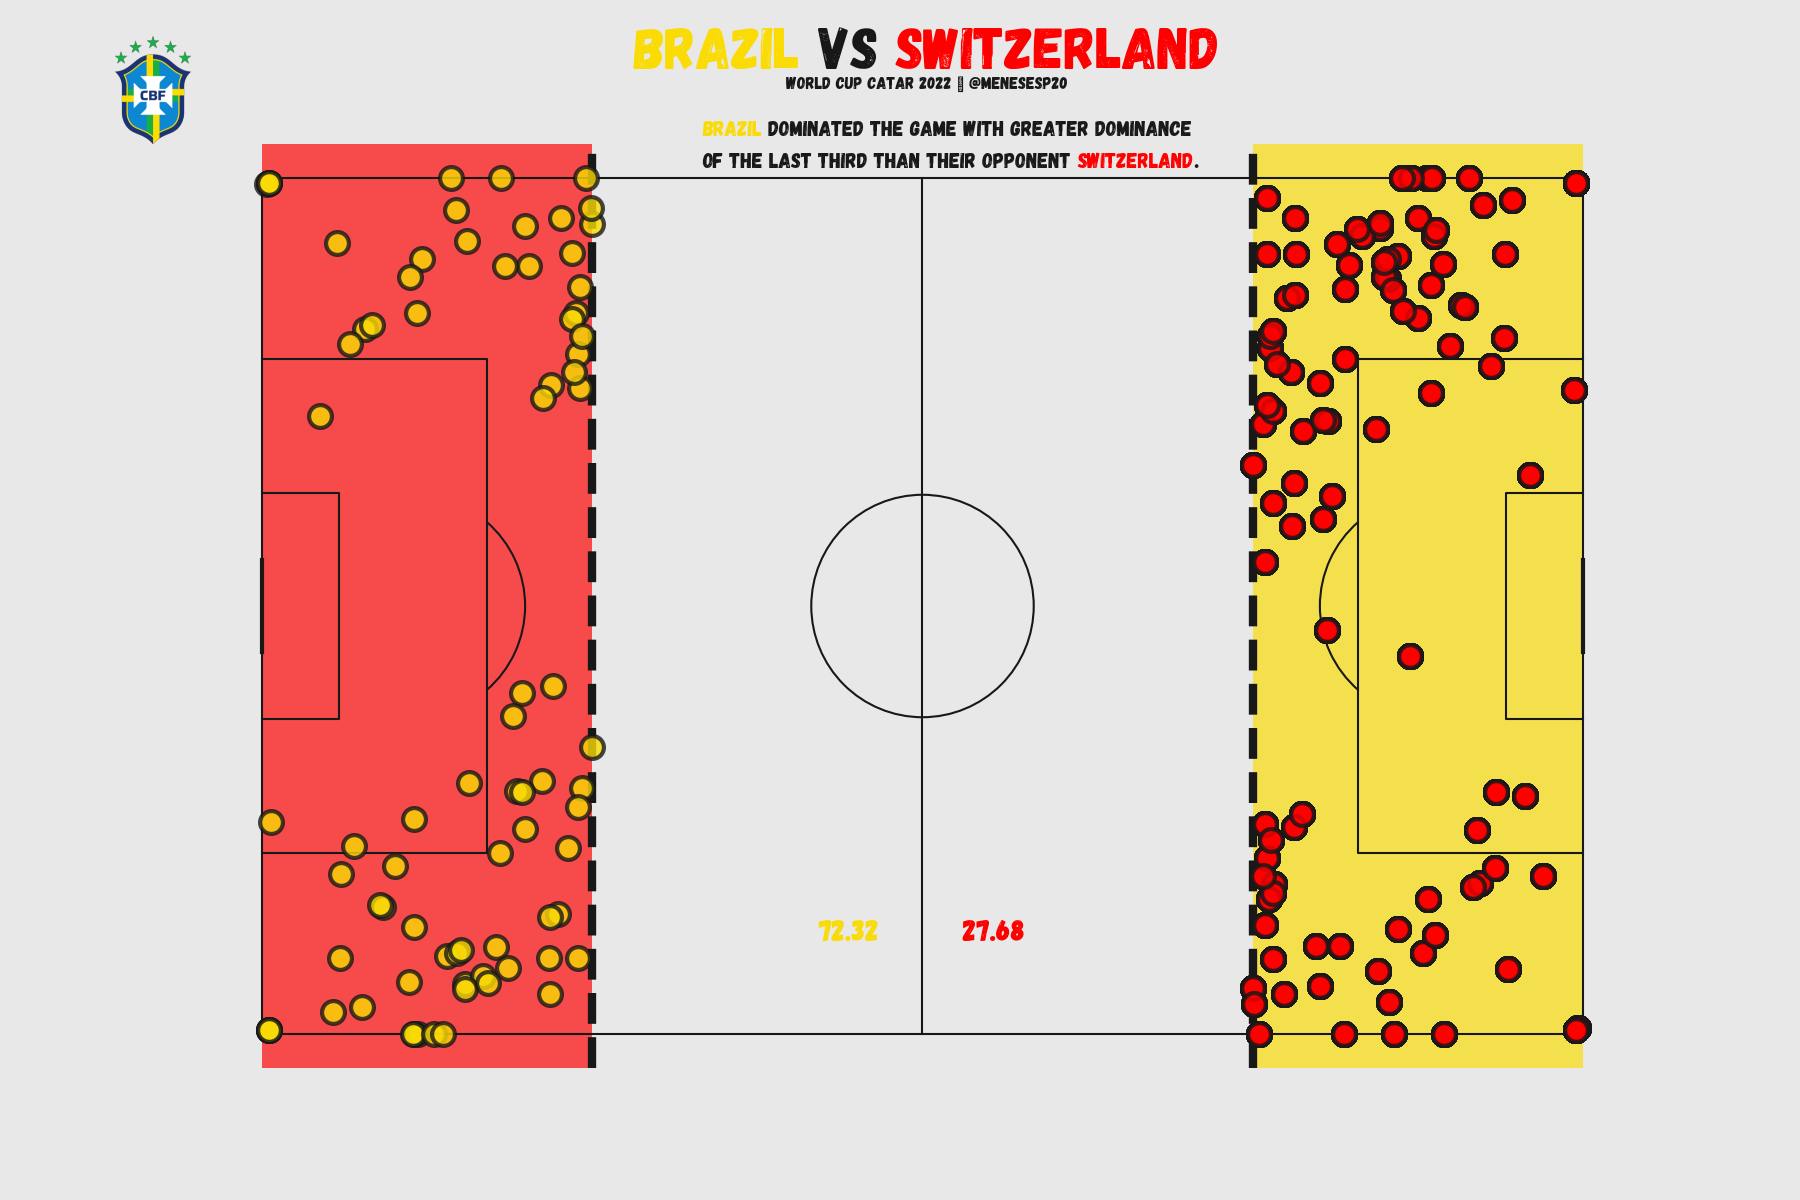 BRAZIL VS SWITZERLAND
WORLD CUP CATAR 2022 ▯ @MENESESP20
CBF
BRAZIL DOMINATED THE GAME WITH GREATER DOMINANCE
OF THE LAST THIRD THAN THEIR OPPONENT SWITZERLAND.
72.32 27.68